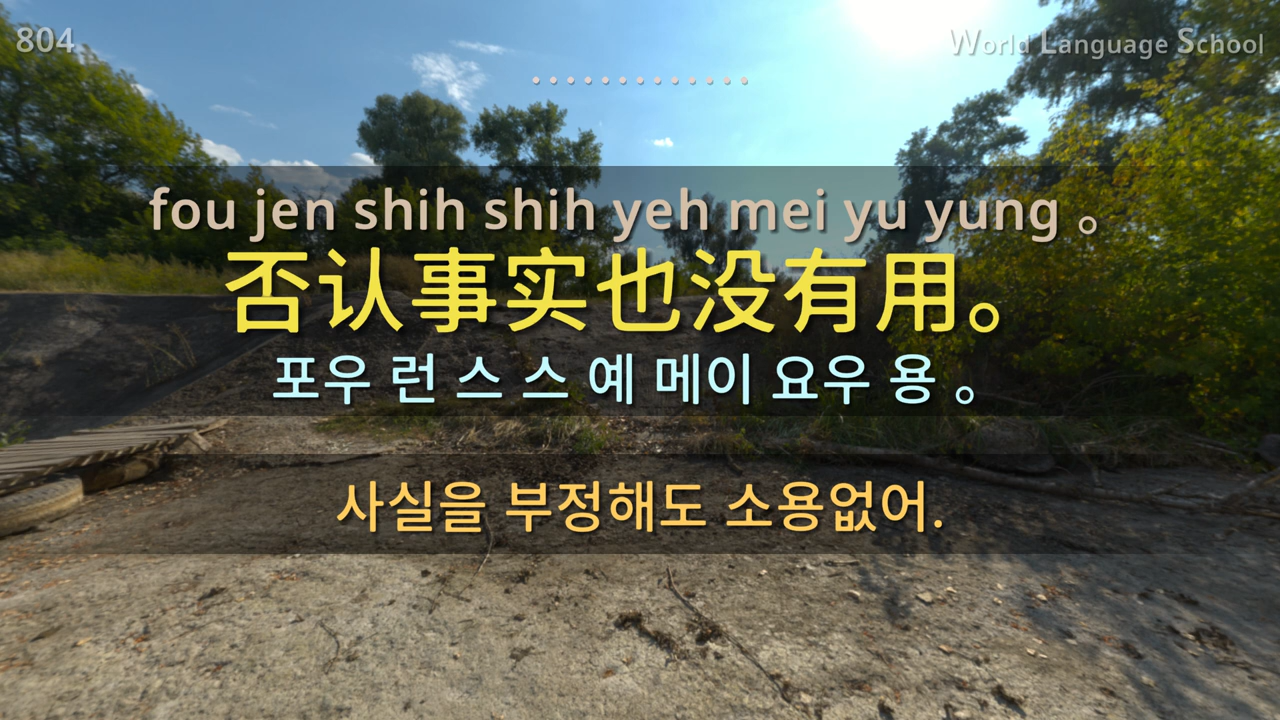 804
World Language School
fou jen shih shih yeh mei yu yung 。
否认事实也没有用。
포우 런 스 스 예 메이 요우 용 。
사실을 부정해도 소용없어.